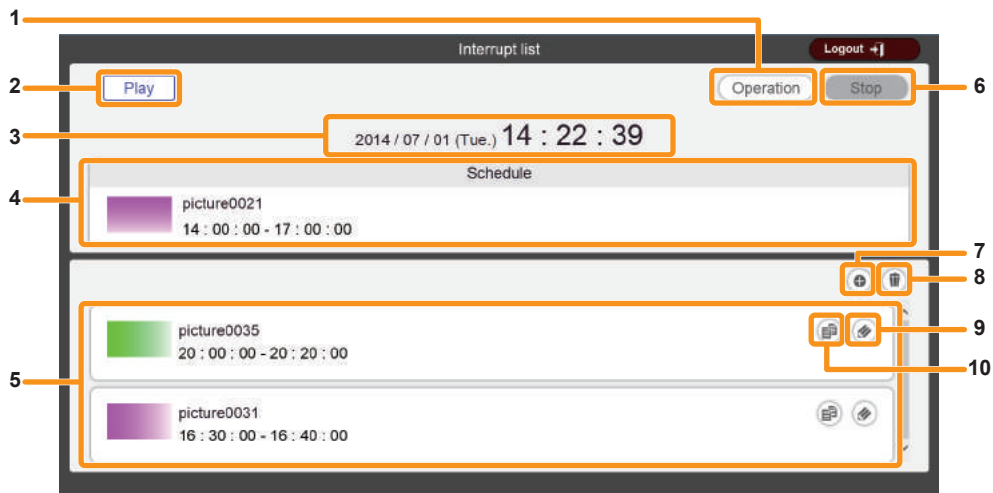 1
Interrupt list
Logout
2
Play
Operation
Stop
6
3
2014 / 07 / 01 (Tue.) 14 : 22 : 39
Schedule
4
picture0021
14 : 00 : 00 - 17 : 00 : 00
7
8
picture0035
20 : 00 : 00 - 20 : 20 : 00
9
10
5
picture0031
16 : 30 : 00 - 16 : 40 : 00